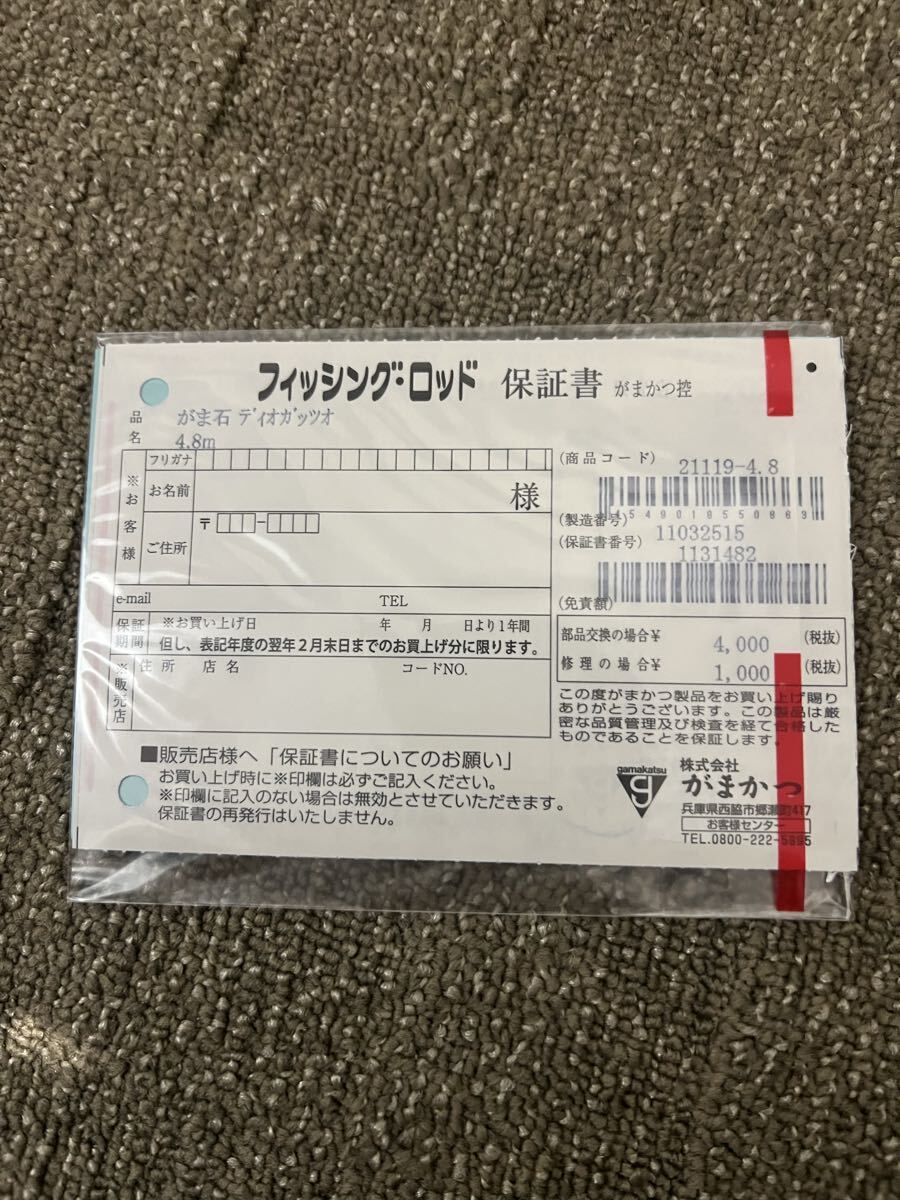 フィッシング・ロッド 保証書 がまかつ控
品名 がま石 ディオガッツオ
4.8m
※お客様
フリガナ
お名前 様
ご住所 〒 -
e-mail TEL
保証期間 ※お買い上げ日 年 月 日より1年間
但し、表記年度の翌年2月末日までのお買上げ分に限ります。
※販売店 住所 店名 コードNO.
(商品コード) 21119-4.8
4549018550863
(製造番号) 11032515
(保証書番号) 1131482
(免責額)
部品交換の場合¥ 4,000 (税抜)
修理の場合¥ 1,000 (税抜)
この度がまかつ製品をお買い上げ賜り
ありがとうございます。この製品は厳
密な品質管理及び検査を経て合格した
ものであることを保証します。
■販売店様へ「保証書についてのお願い」
お買い上げ時に※印欄は必ずご記入ください。
※印欄に記入のない場合は無効とさせていただきます。
保証書の再発行はいたしません。
gamakatsu
株式会社
がまかつ
兵庫県西脇市郷瀬町417
お客様センター
TEL.0800-222-5895